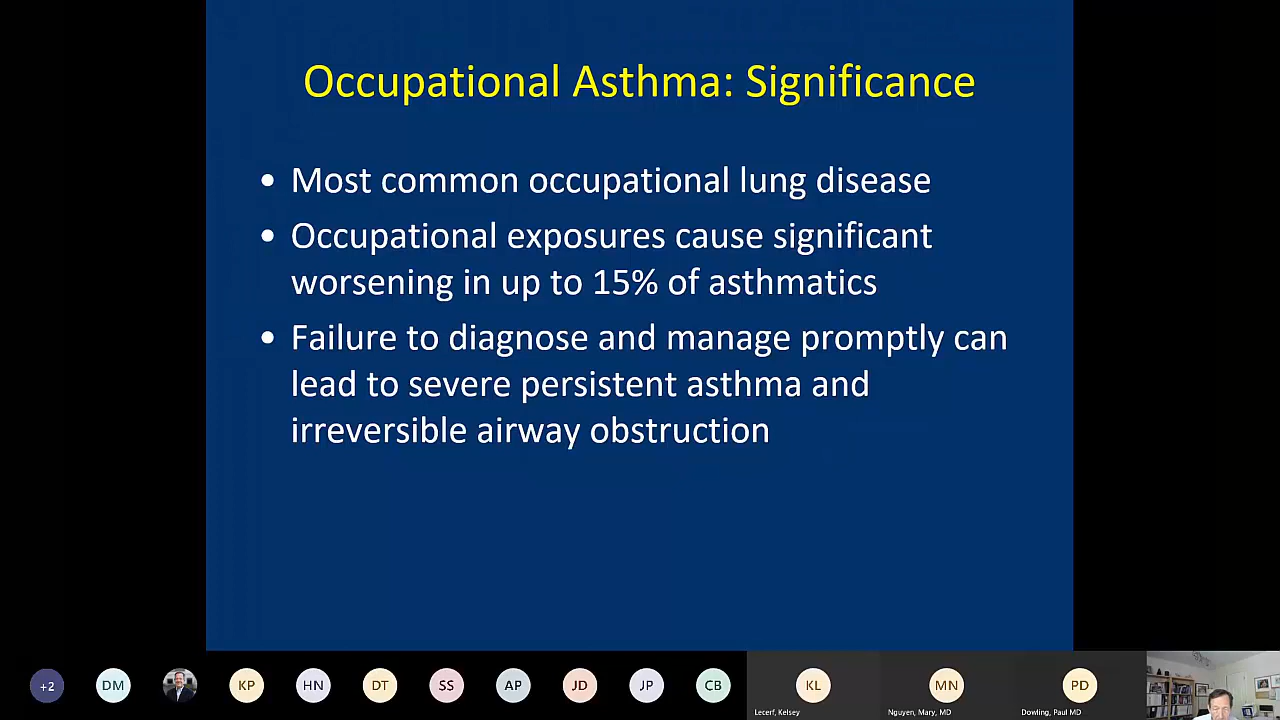 Occupational Asthma: Significance
• Most common occupational lung disease
• Occupational exposures cause significant
worsening in up to 15% of asthmatics
• Failure to diagnose and manage promptly can
lead to severe persistent asthma and
irreversible airway obstruction
+2 DM KP HN DT SS AP JD JP CB KL MN PD
Lecerf, Kelsey Nguyen, Mary, MD Dowling, Paul MD